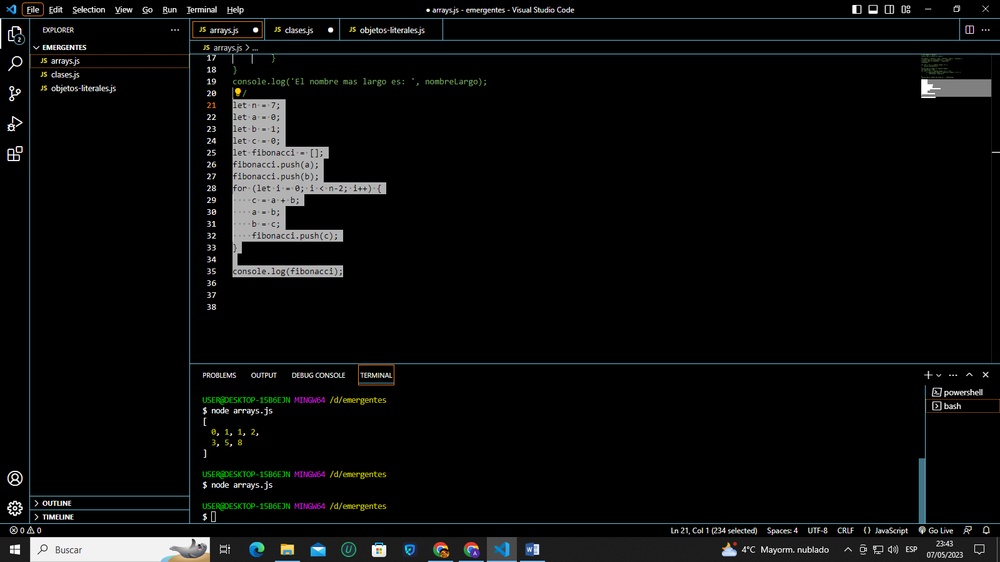 File Edit Selection View Go Run Terminal Help
● arrays.js - emergentes - Visual Studio Code
EXPLORER
EMERGENTES
JS arrays.js
JS clases.js
JS objetos-literales.js
OUTLINE
TIMELINE
2
JS arrays.js ● JS clases.js ● JS objetos-literales.js
JS arrays.js > ...
17 }
18 }
19 console.log('El nombre mas largo es: ', nombreLargo);
20 /
21 let n = 7;
22 let a = 0;
23 let b = 1;
24 let c = 0;
25 let fibonacci = [];
26 fibonacci.push(a);
27 fibonacci.push(b);
28 for (let i = 0; i < n-2; i++) {
29 c = a + b;
30 a = b;
31 b = c;
32 fibonacci.push(c);
33 }
34
35 console.log(fibonacci);
36
37
38
PROBLEMS OUTPUT DEBUG CONSOLE TERMINAL
USER@DESKTOP-15B6EJN MINGW64 /d/emergentes
$ node arrays.js
[
0, 1, 1, 2,
3, 5, 8
]
USER@DESKTOP-15B6EJN MINGW64 /d/emergentes
$ node arrays.js
USER@DESKTOP-15B6EJN MINGW64 /d/emergentes
$
powershell
bash
0 0
Ln 21, Col 1 (234 selected) Spaces: 4 UTF-8 CRLF {} JavaScript Go Live
Buscar
4°C Mayorm. nublado
ESP
23:43
07/05/2023